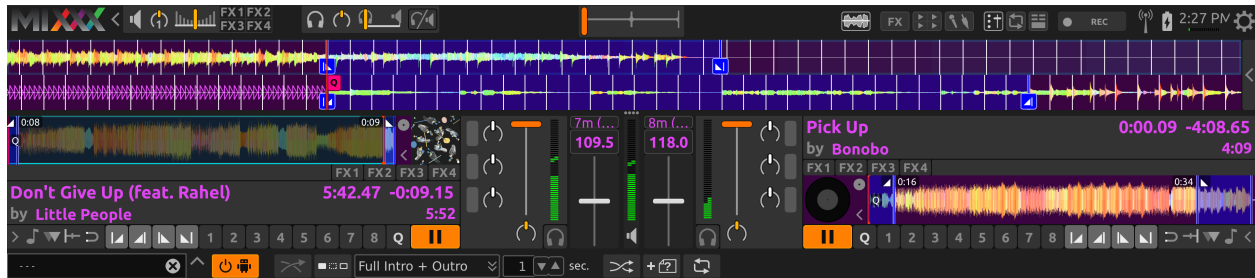 MIXXX
FX1 FX2
FX3 FX4
FX
REC
2:27 PM
Q
0:08
0:09
Q
FX1 FX2 FX3 FX4
Don't Give Up (feat. Rahel)
5:42.47 -0:09.15
by Little People
5:52
1 2 3 4 5 6 7 8 Q
7m (...
109.5
8m (...
118.0
Pick Up
0:00.09 -4:08.65
by Bonobo
4:09
FX1 FX2 FX3 FX4
0:16
0:34
Q
Q 1 2 3 4 5 6 7 8
---
Full Intro + Outro
1
sec.